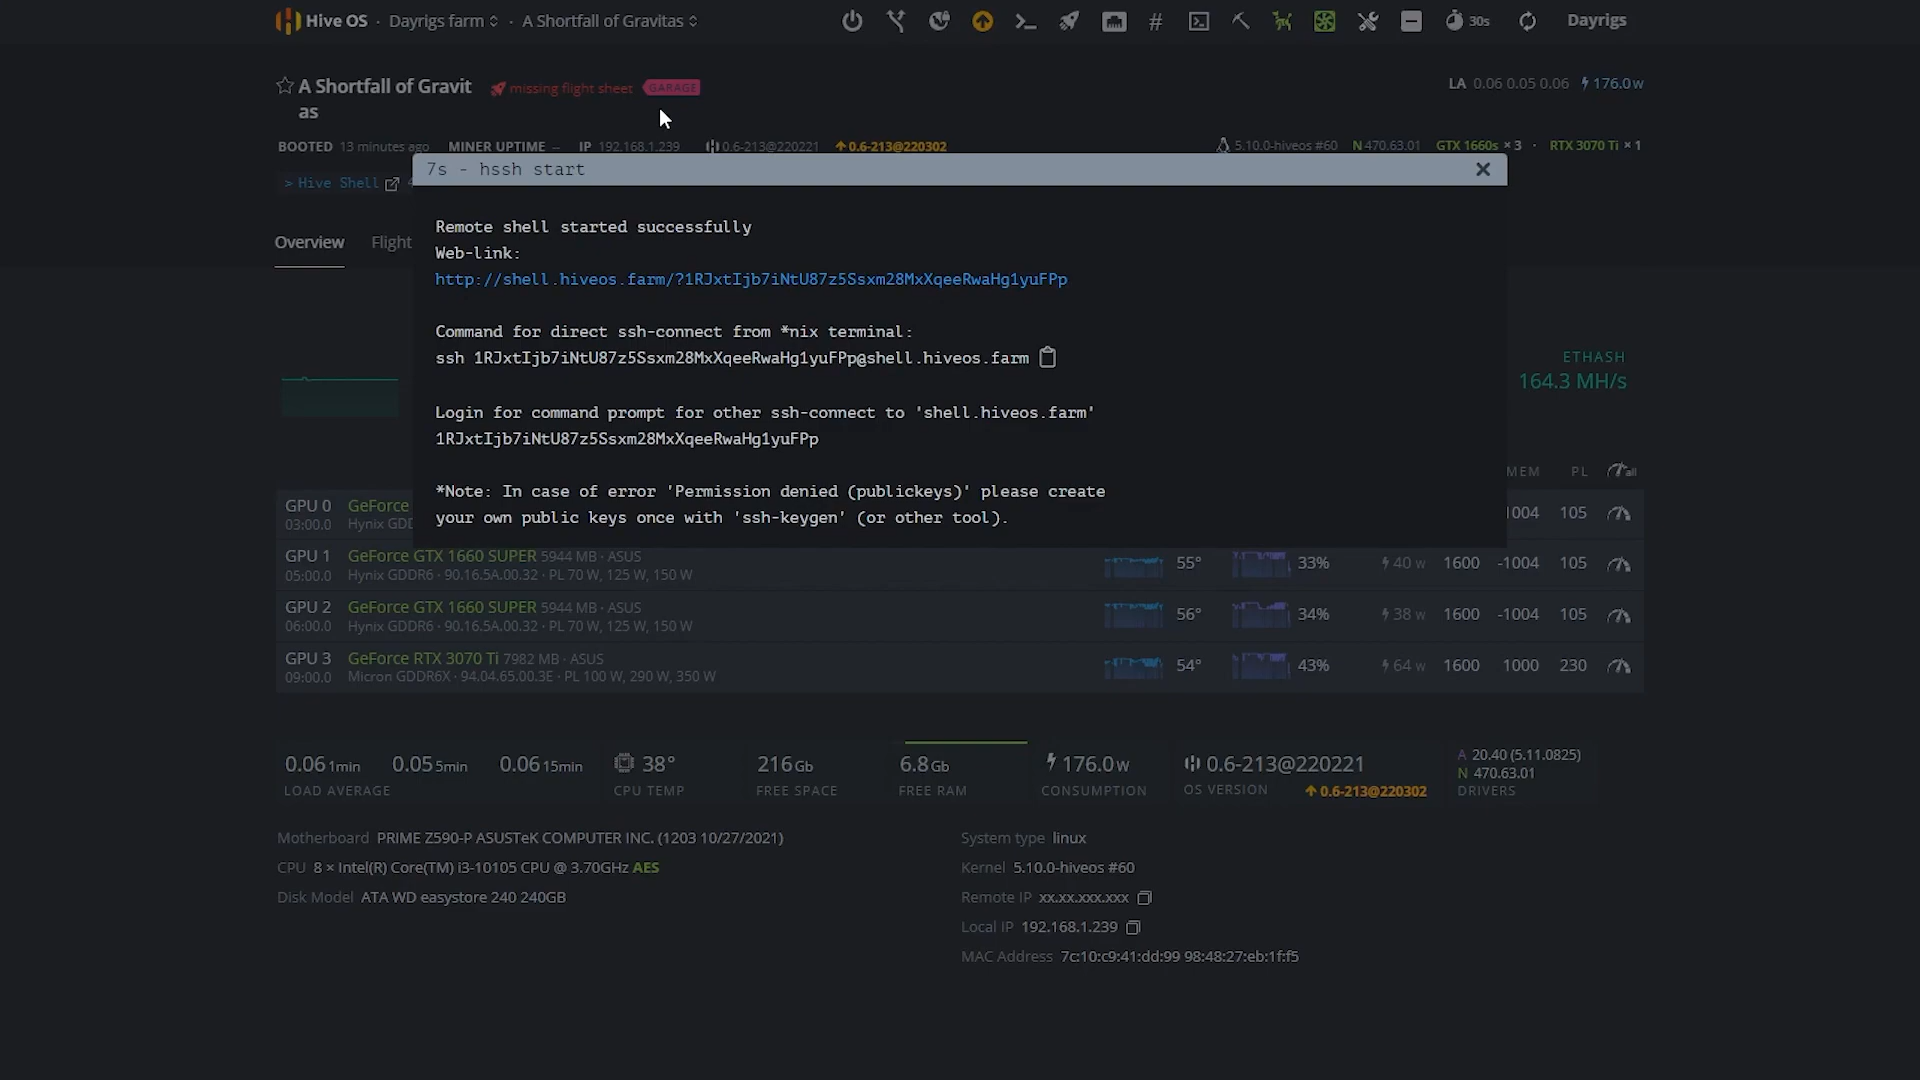 Hive OS · Dayrigs farm · A Shortfall of Gravitas
30s
Dayrigs
A Shortfall of Gravit
as
missing flight sheet
GARAGE
LA 0.06 0.05 0.06 176.0 w
BOOTED 13 minutes ago MINER UPTIME – IP 192.168.1.239 0.6-213@220221 0.6-213@220302
5.10.0-hiveos #60 N 470.63.01 GTX 1660s × 3 · RTX 3070 Ti × 1
7s - hssh start
> Hive Shell
Remote shell started successfully
Web-link:
http://shell.hiveos.farm/?1RJxtIjb7iNtU87z5Ssxm28MxXqeeRwaHg1yuFPp
Overview Flight
Command for direct ssh-connect from *nix terminal:
ssh 1RJxtIjb7iNtU87z5Ssxm28MxXqeeRwaHg1yuFPp@shell.hiveos.farm
ETHASH
164.3 MH/s
Login for command prompt for other ssh-connect to 'shell.hiveos.farm'
1RJxtIjb7iNtU87z5Ssxm28MxXqeeRwaHg1yuFPp
MEM PL all
*Note: In case of error 'Permission denied (publickeys)' please create
your own public keys once with 'ssh-keygen' (or other tool).
GPU 0 GeForce
03:00.0 Hynix GDD
1004 105
GPU 1 GeForce GTX 1660 SUPER 5944 MB · ASUS
05:00.0 Hynix GDDR6 · 90.16.5A.00.32 · PL 70 W, 125 W, 150 W
55° 33% 40 w 1600 -1004 105
GPU 2 GeForce GTX 1660 SUPER 5944 MB · ASUS
06:00.0 Hynix GDDR6 · 90.16.5A.00.32 · PL 70 W, 125 W, 150 W
56° 34% 38 w 1600 -1004 105
GPU 3 GeForce RTX 3070 Ti 7982 MB · ASUS
09:00.0 Micron GDDR6X · 94.04.65.00.3E · PL 100 W, 290 W, 350 W
54° 43% 64 w 1600 1000 230
0.06 1min 0.05 5min 0.06 15min
LOAD AVERAGE
38°
CPU TEMP
216 Gb
FREE SPACE
6.8 Gb
FREE RAM
176.0 w
CONSUMPTION
0.6-213@220221
OS VERSION 0.6-213@220302
A 20.40 (5.11.0825)
N 470.63.01
DRIVERS
Motherboard PRIME Z590-P ASUSTeK COMPUTER INC. (1203 10/27/2021)
CPU 8 × Intel(R) Core(TM) i3-10105 CPU @ 3.70GHz AES
Disk Model ATA WD easystore 240 240GB
System type linux
Kernel 5.10.0-hiveos #60
Remote IP xx.xx.xxx.xxx
Local IP 192.168.1.239
MAC Address 7c:10:c9:41:dd:99 98:48:27:eb:1f:f5